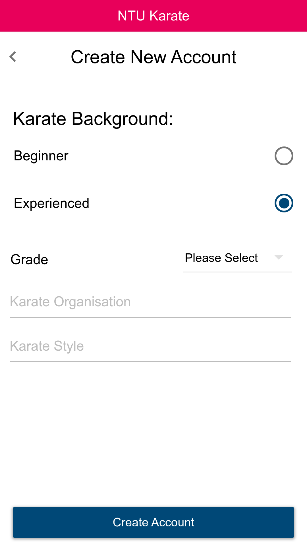 NTU Karate
Create New Account
Karate Background:
Beginner
Experienced
Grade Please Select
Karate Organisation
Karate Style
Create Account